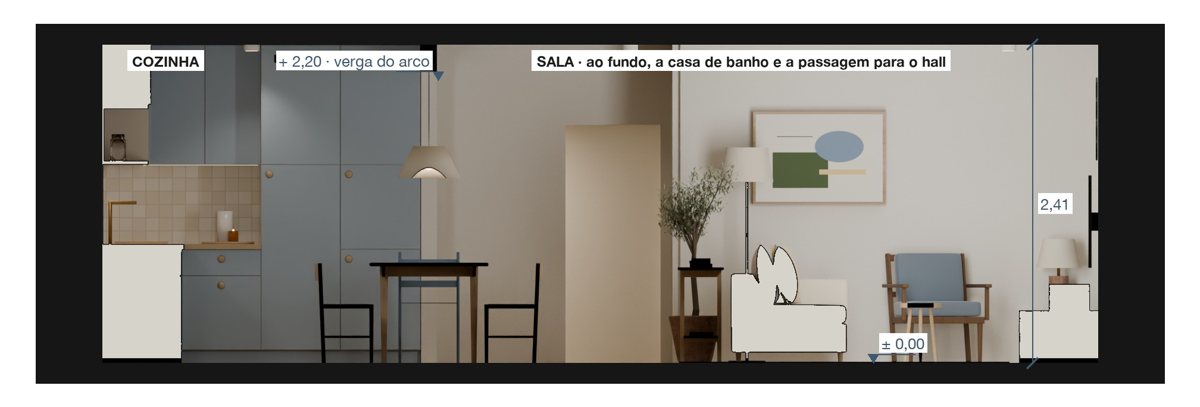 COZINHA
+ 2,20 · verga do arco
SALA · ao fundo, a casa de banho e a passagem para o hall
2,41
± 0,00